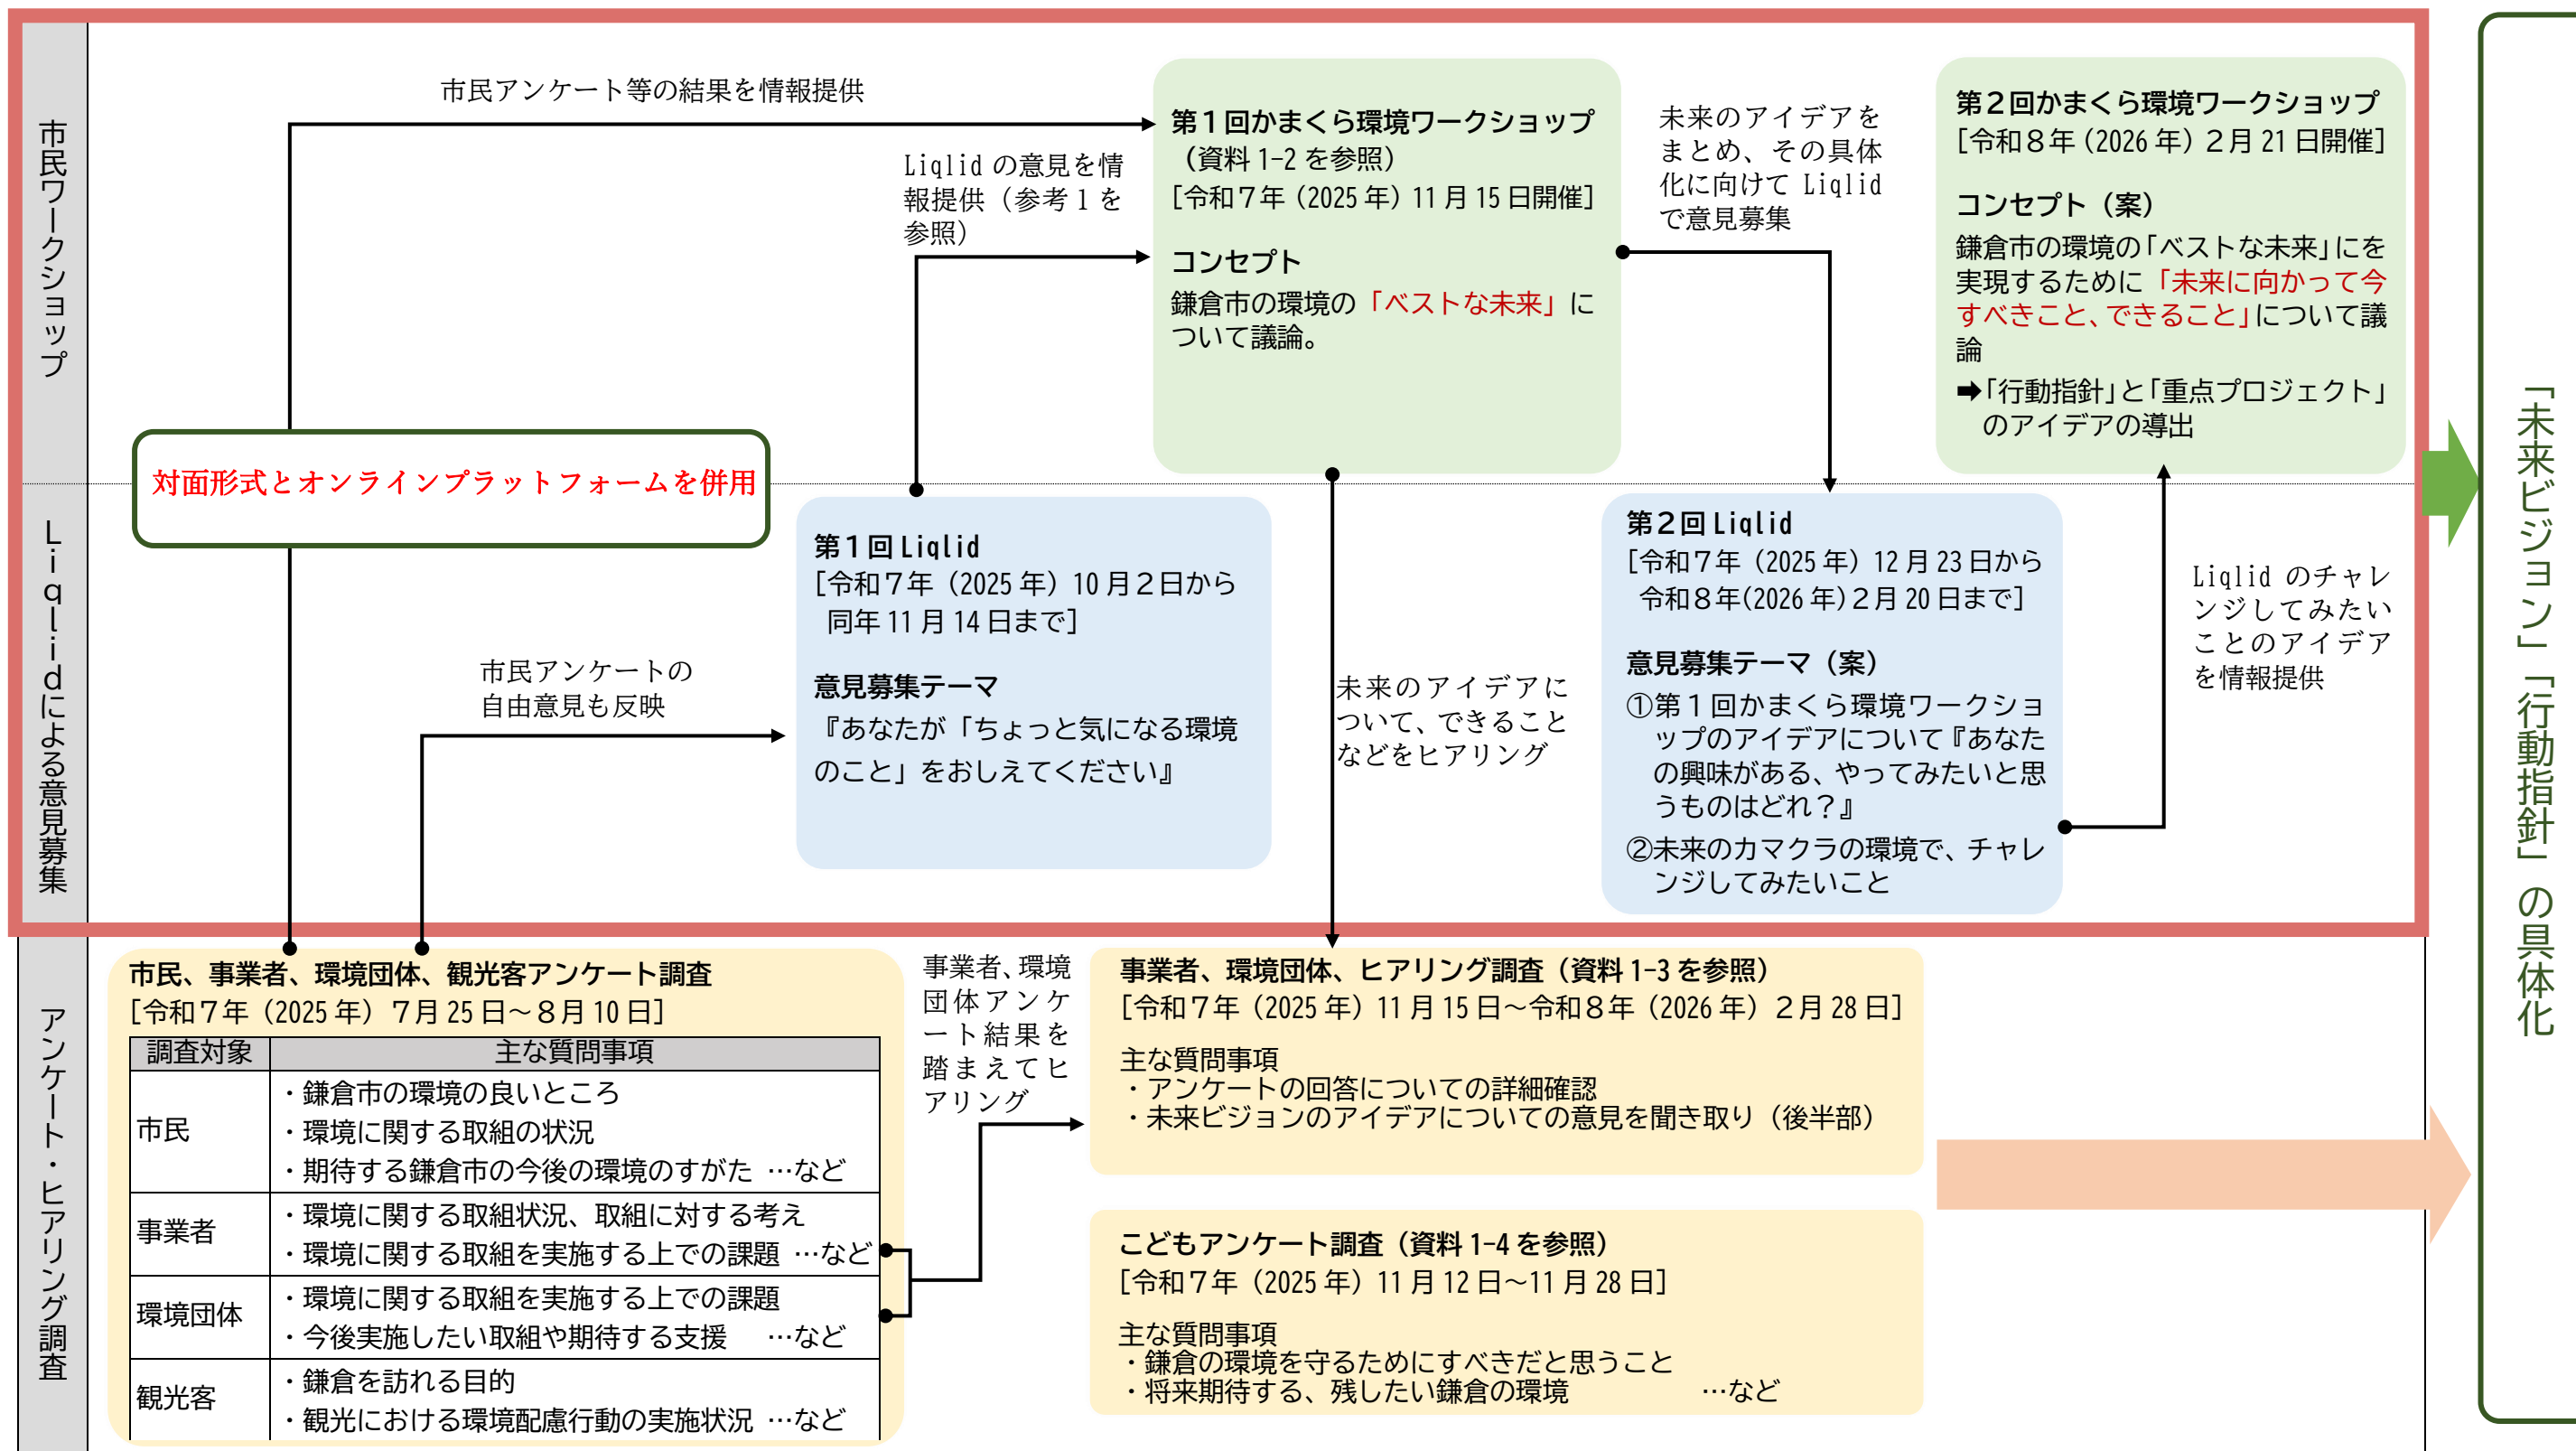 市民ワークショップ
市民アンケート等の結果を情報提供
Liqlid の意見を情
報提供（参考１を
参照）
第１回かまくら環境ワークショップ
（資料 1-2 を参照）
［令和７年（2025 年）11 月 15 日開催］
コンセプト
鎌倉市の環境の「ベストな未来」に
ついて議論。
未来のアイデアを
まとめ、その具体
化に向けて Liqlid
で意見募集
第２回かまくら環境ワークショップ
［令和８年（2026 年）２月 21 日開催］
コンセプト（案）
鎌倉市の環境の「ベストな未来」にを
実現するために「未来に向かって今
すべきこと、できること」について議
論
➡「行動指針」と「重点プロジェクト」
のアイデアの導出
対面形式とオンラインプラットフォームを併用
Liqlidによる意見募集
市民アンケートの
自由意見も反映
第１回 Liqlid
［令和７年（2025 年）10 月２日から
同年 11 月 14 日まで］
意見募集テーマ
『あなたが「ちょっと気になる環境
のこと」をおしえてください』
未来のアイデアに
ついて、できること
などをヒアリング
第２回 Liqlid
［令和７年（2025 年）12 月 23 日から
令和８年(2026 年)２月 20 日まで］
意見募集テーマ（案）
①第１回かまくら環境ワークショ
ップのアイデアについて『あなた
の興味がある、やってみたいと思
うものはどれ？』
②未来のカマクラの環境で、チャレ
ンジしてみたいこと
Liqlid のチャレ
ンジしてみたい
ことのアイデア
を情報提供
アンケート・ヒアリング調査
市民、事業者、環境団体、観光客アンケート調査
［令和７年（2025 年）７月 25 日～８月 10 日］
調査対象 主な質問事項
市民
・鎌倉市の環境の良いところ
・環境に関する取組の状況
・期待する鎌倉市の今後の環境のすがた …など
事業者
・環境に関する取組状況、取組に対する考え
・環境に関する取組を実施する上での課題 …など
環境団体
・環境に関する取組を実施する上での課題
・今後実施したい取組や期待する支援 …など
観光客
・鎌倉を訪れる目的
・観光における環境配慮行動の実施状況 …など
事業者、環境
団体アンケ
ート結果を
踏まえてヒ
アリング
事業者、環境団体、ヒアリング調査（資料 1-3 を参照）
［令和７年（2025 年）11 月 15 日～令和８年（2026 年）２月 28 日］
主な質問事項
・アンケートの回答についての詳細確認
・未来ビジョンのアイデアについての意見を聞き取り（後半部）
こどもアンケート調査（資料 1-4 を参照）
［令和７年（2025 年）11 月 12 日～11 月 28 日］
主な質問事項
・鎌倉の環境を守るためにすべきだと思うこと
・将来期待する、残したい鎌倉の環境 …など
「未来ビジョン」「行動指針」の具体化